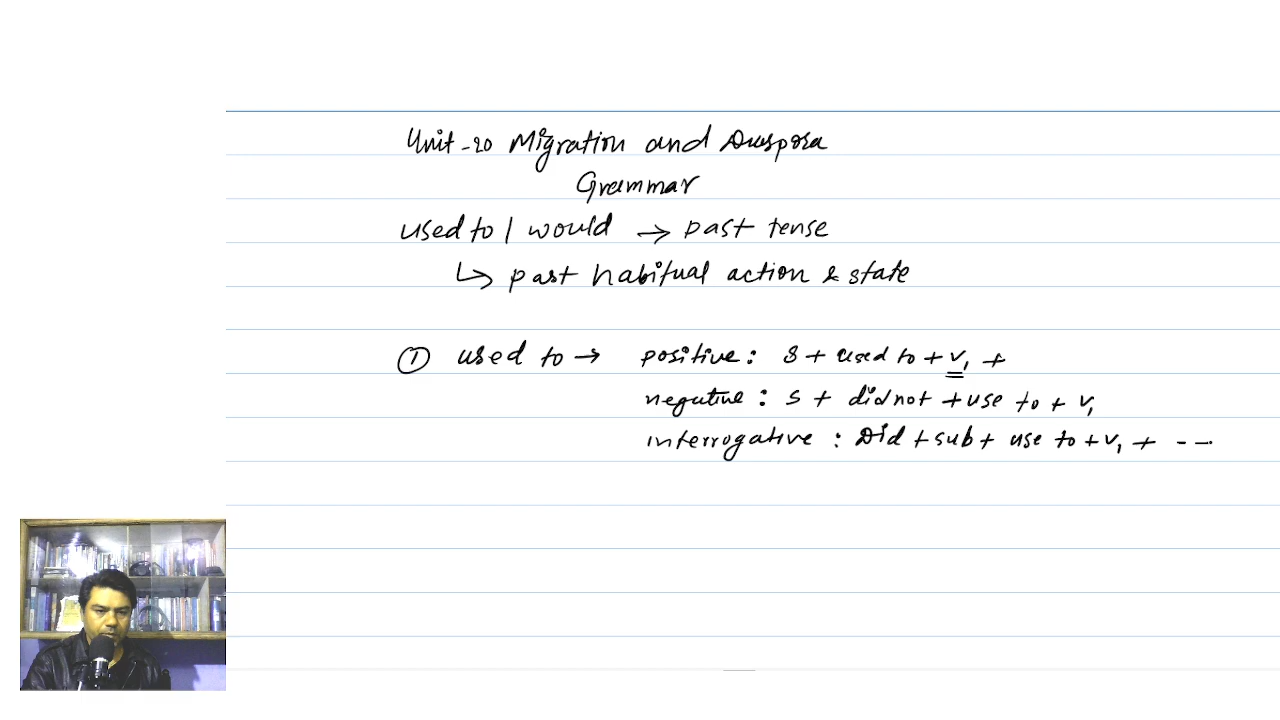 Unit-20 Migration and Diaspora
Grammar
used to / would → past tense
↳ past habitual action & state
① used to → positive: S + used to + V₁ +
negative: S + did not + use to + V₁
interrogative: Did + sub + use to + V₁ + ---